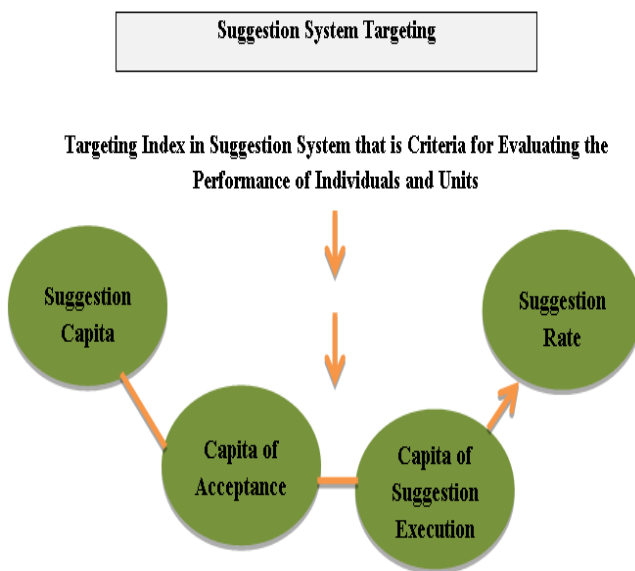 Suggestion System Targeting
Targeting Index in Suggestion System that is Criteria for Evaluating the
Performance of Individuals and Units
Suggestion
Capita
Suggestion
Rate
Capita of
Acceptance
Capita of
Suggestion
Execution